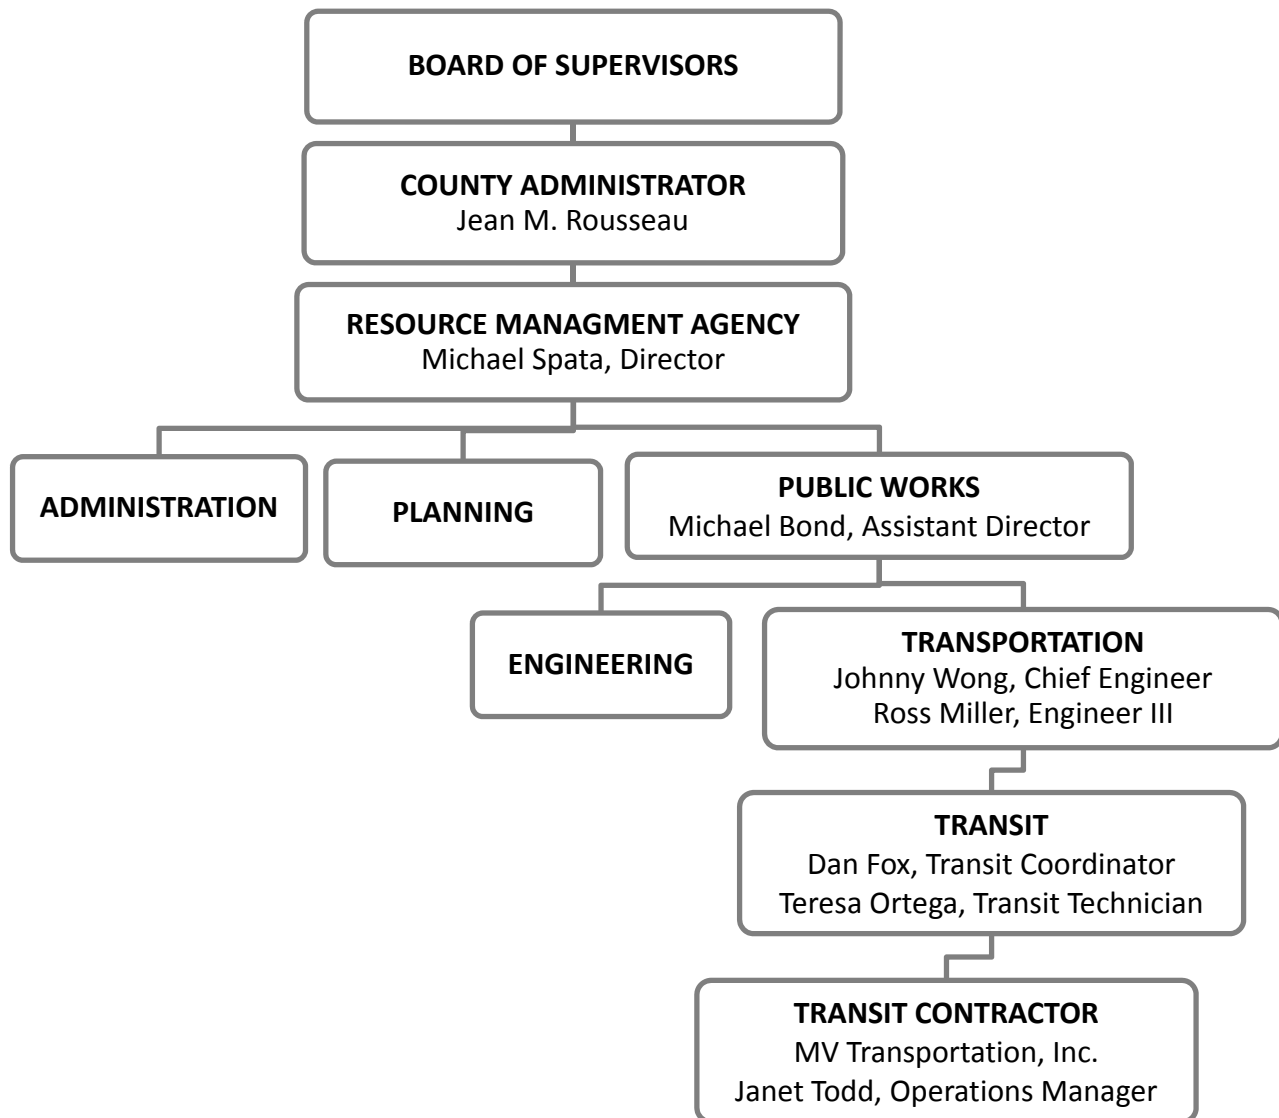 BOARD OF SUPERVISORS
COUNTY ADMINISTRATOR
Jean M. Rousseau
RESOURCE MANAGMENT AGENCY
Michael Spata, Director
ADMINISTRATION
PLANNING
PUBLIC WORKS
Michael Bond, Assistant Director
ENGINEERING
TRANSPORTATION
Johnny Wong, Chief Engineer
Ross Miller, Engineer III
TRANSIT
Dan Fox, Transit Coordinator
Teresa Ortega, Transit Technician
TRANSIT CONTRACTOR
MV Transportation, Inc.
Janet Todd, Operations Manager